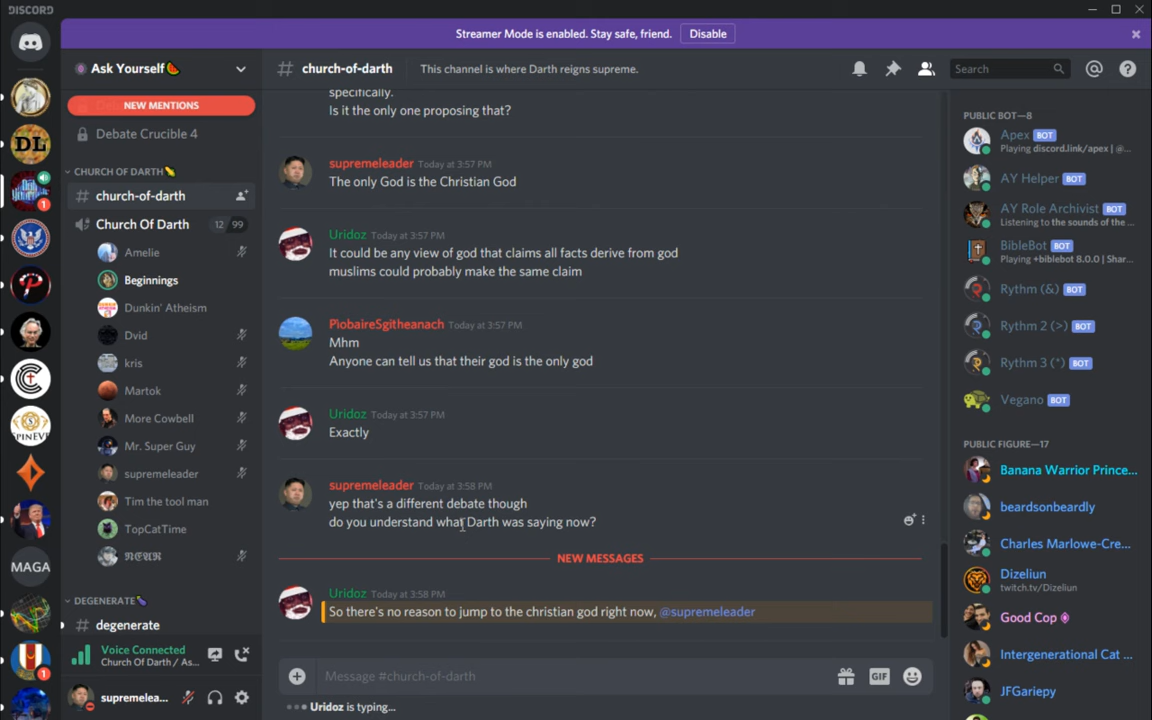 DISCORD
Streamer Mode is enabled. Stay safe, friend.
Disable
Ask Yourself🍉
NEW MENTIONS
Debate Crucible 4
CHURCH OF DARTH🌽
church-of-darth
Church Of Darth
12 99
Amelie
Beginnings
Dunkin' Atheism
Dvid
kris
Martok
More Cowbell
Mr. Super Guy
supremeleader
Tim the tool man
TopCatTime
DEGENERATE🍆
# degenerate
Voice Connected
Church Of Darth / As...
supremelea...
DL
SPINEVE
MAGA
1
1
# church-of-darth
This channel is where Darth reigns supreme.
Search
specifically.
Is it the only one proposing that?
supremeleader Today at 3:57 PM
The only God is the Christian God
Uridoz Today at 3:57 PM
It could be any view of god that claims all facts derive from god
muslims could probably make the same claim
PìobaireSgitheanach Today at 3:57 PM
Mhm
Anyone can tell us that their god is the only god
Uridoz Today at 3:57 PM
Exactly
supremeleader Today at 3:58 PM
yep that's a different debate though
do you understand what Darth was saying now?
NEW MESSAGES
Uridoz Today at 3:58 PM
So there's no reason to jump to the christian god right now, @supremeleader
Message #church-of-darth
GIF
Uridoz is typing...
PUBLIC BOT—8
Apex BOT
Playing discord.link/apex | @...
AY Helper BOT
AY Role Archivist BOT
Listening to the sounds of the ...
BibleBot BOT
Playing +biblebot 8.0.0 | Shar...
Rythm (&) BOT
Rythm 2 (>) BOT
Rythm 3 (*) BOT
Vegano BOT
PUBLIC FIGURE—17
Banana Warrior Prince...
beardsonbeardly
Charles Marlowe-Cre...
Dizeliun
twitch.tv/Dizeliun
Good Cop
Intergenerational Cat ...
JFGariepy